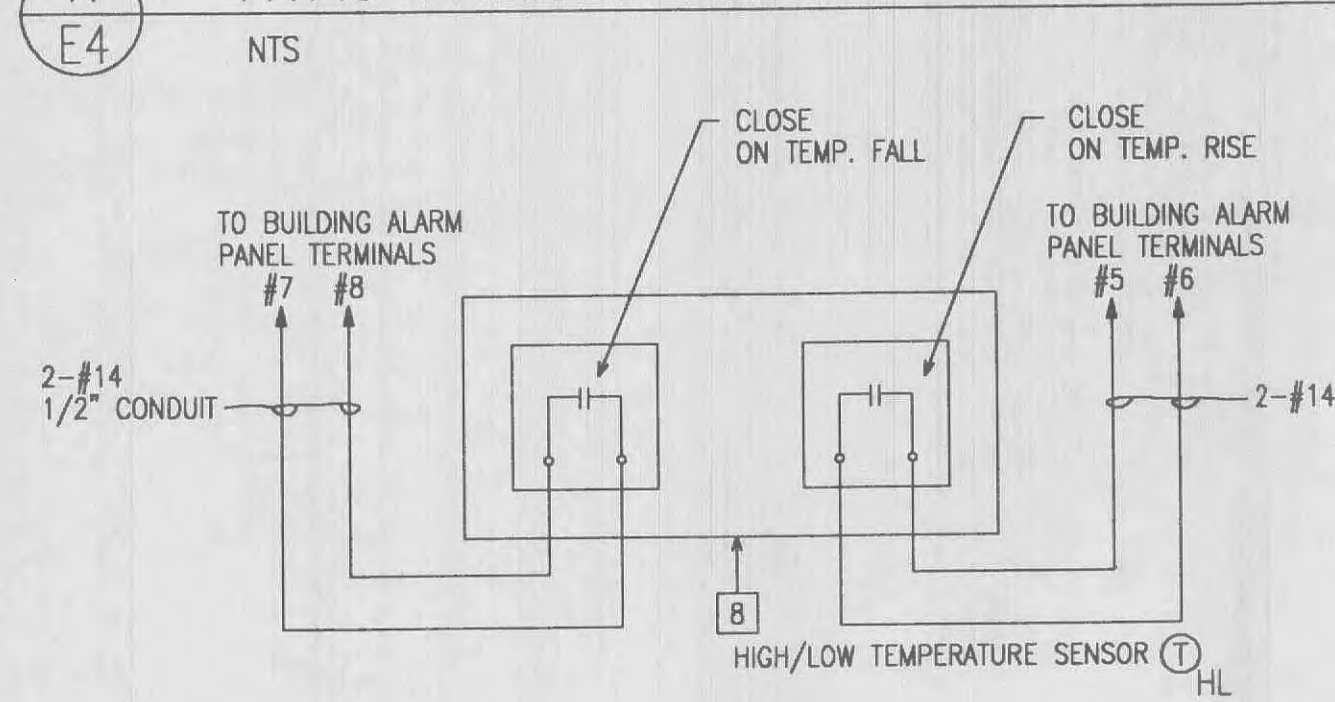 E4
NTS
CLOSE
ON TEMP. FALL
CLOSE
ON TEMP. RISE
TO BUILDING ALARM
PANEL TERMINALS
#7 #8
TO BUILDING ALARM
PANEL TERMINALS
#5 #6
2-#14
1/2" CONDUIT
2-#14
8
HIGH/LOW TEMPERATURE SENSOR T
HL